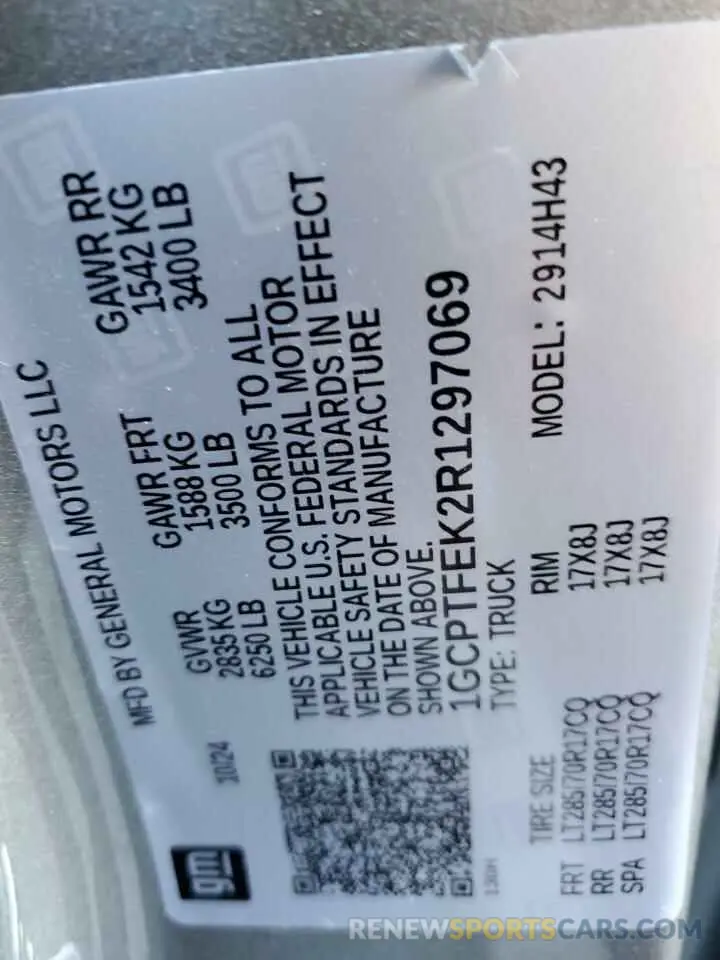 MFD BY GENERAL MOTORS LLC
10/24 GVWR GAWR FRT GAWR RR
2835 KG 1588 KG 1542 KG
6250 LB 3500 LB 3400 LB
THIS VEHICLE CONFORMS TO ALL
APPLICABLE U.S. FEDERAL MOTOR
VEHICLE SAFETY STANDARDS IN EFFECT
ON THE DATE OF MANUFACTURE
SHOWN ABOVE.
1GCPTFEK2R1297069
TYPE: TRUCK MODEL: 2914H43
TIRE SIZE RIM
FRT LT285/70R17CQ 17X8J
RR LT285/70R17CQ 17X8J
SPA LT285/70R17CQ 17X8J
gm
RENEWSPORTSCARS.COM